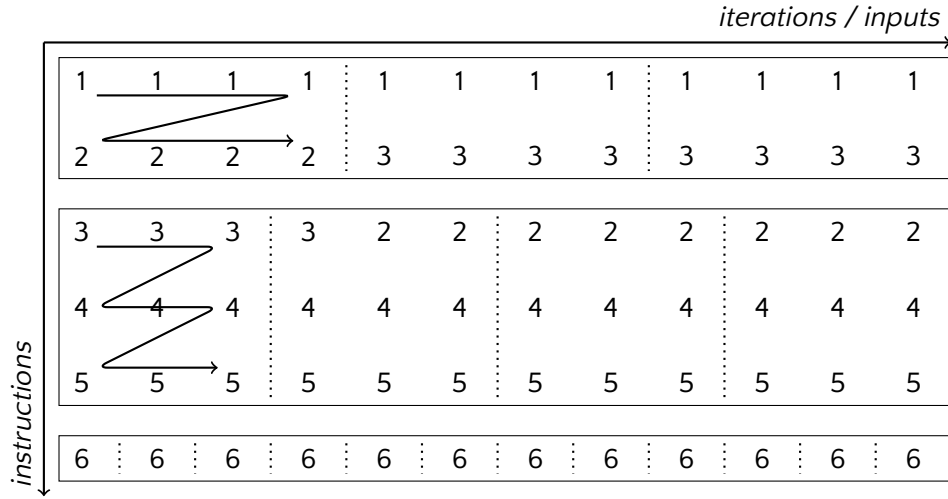 iterations / inputs
1 1 1 1 1 1 1 1 1 1 1 1
2 2 2 2 3 3 3 3 3 3 3 3
3 3 3 3 2 2 2 2 2 2 2 2
4 4 4 4 4 4 4 4 4 4 4 4
5 5 5 5 5 5 5 5 5 5 5 5
6 6 6 6 6 6 6 6 6 6 6 6
instructions